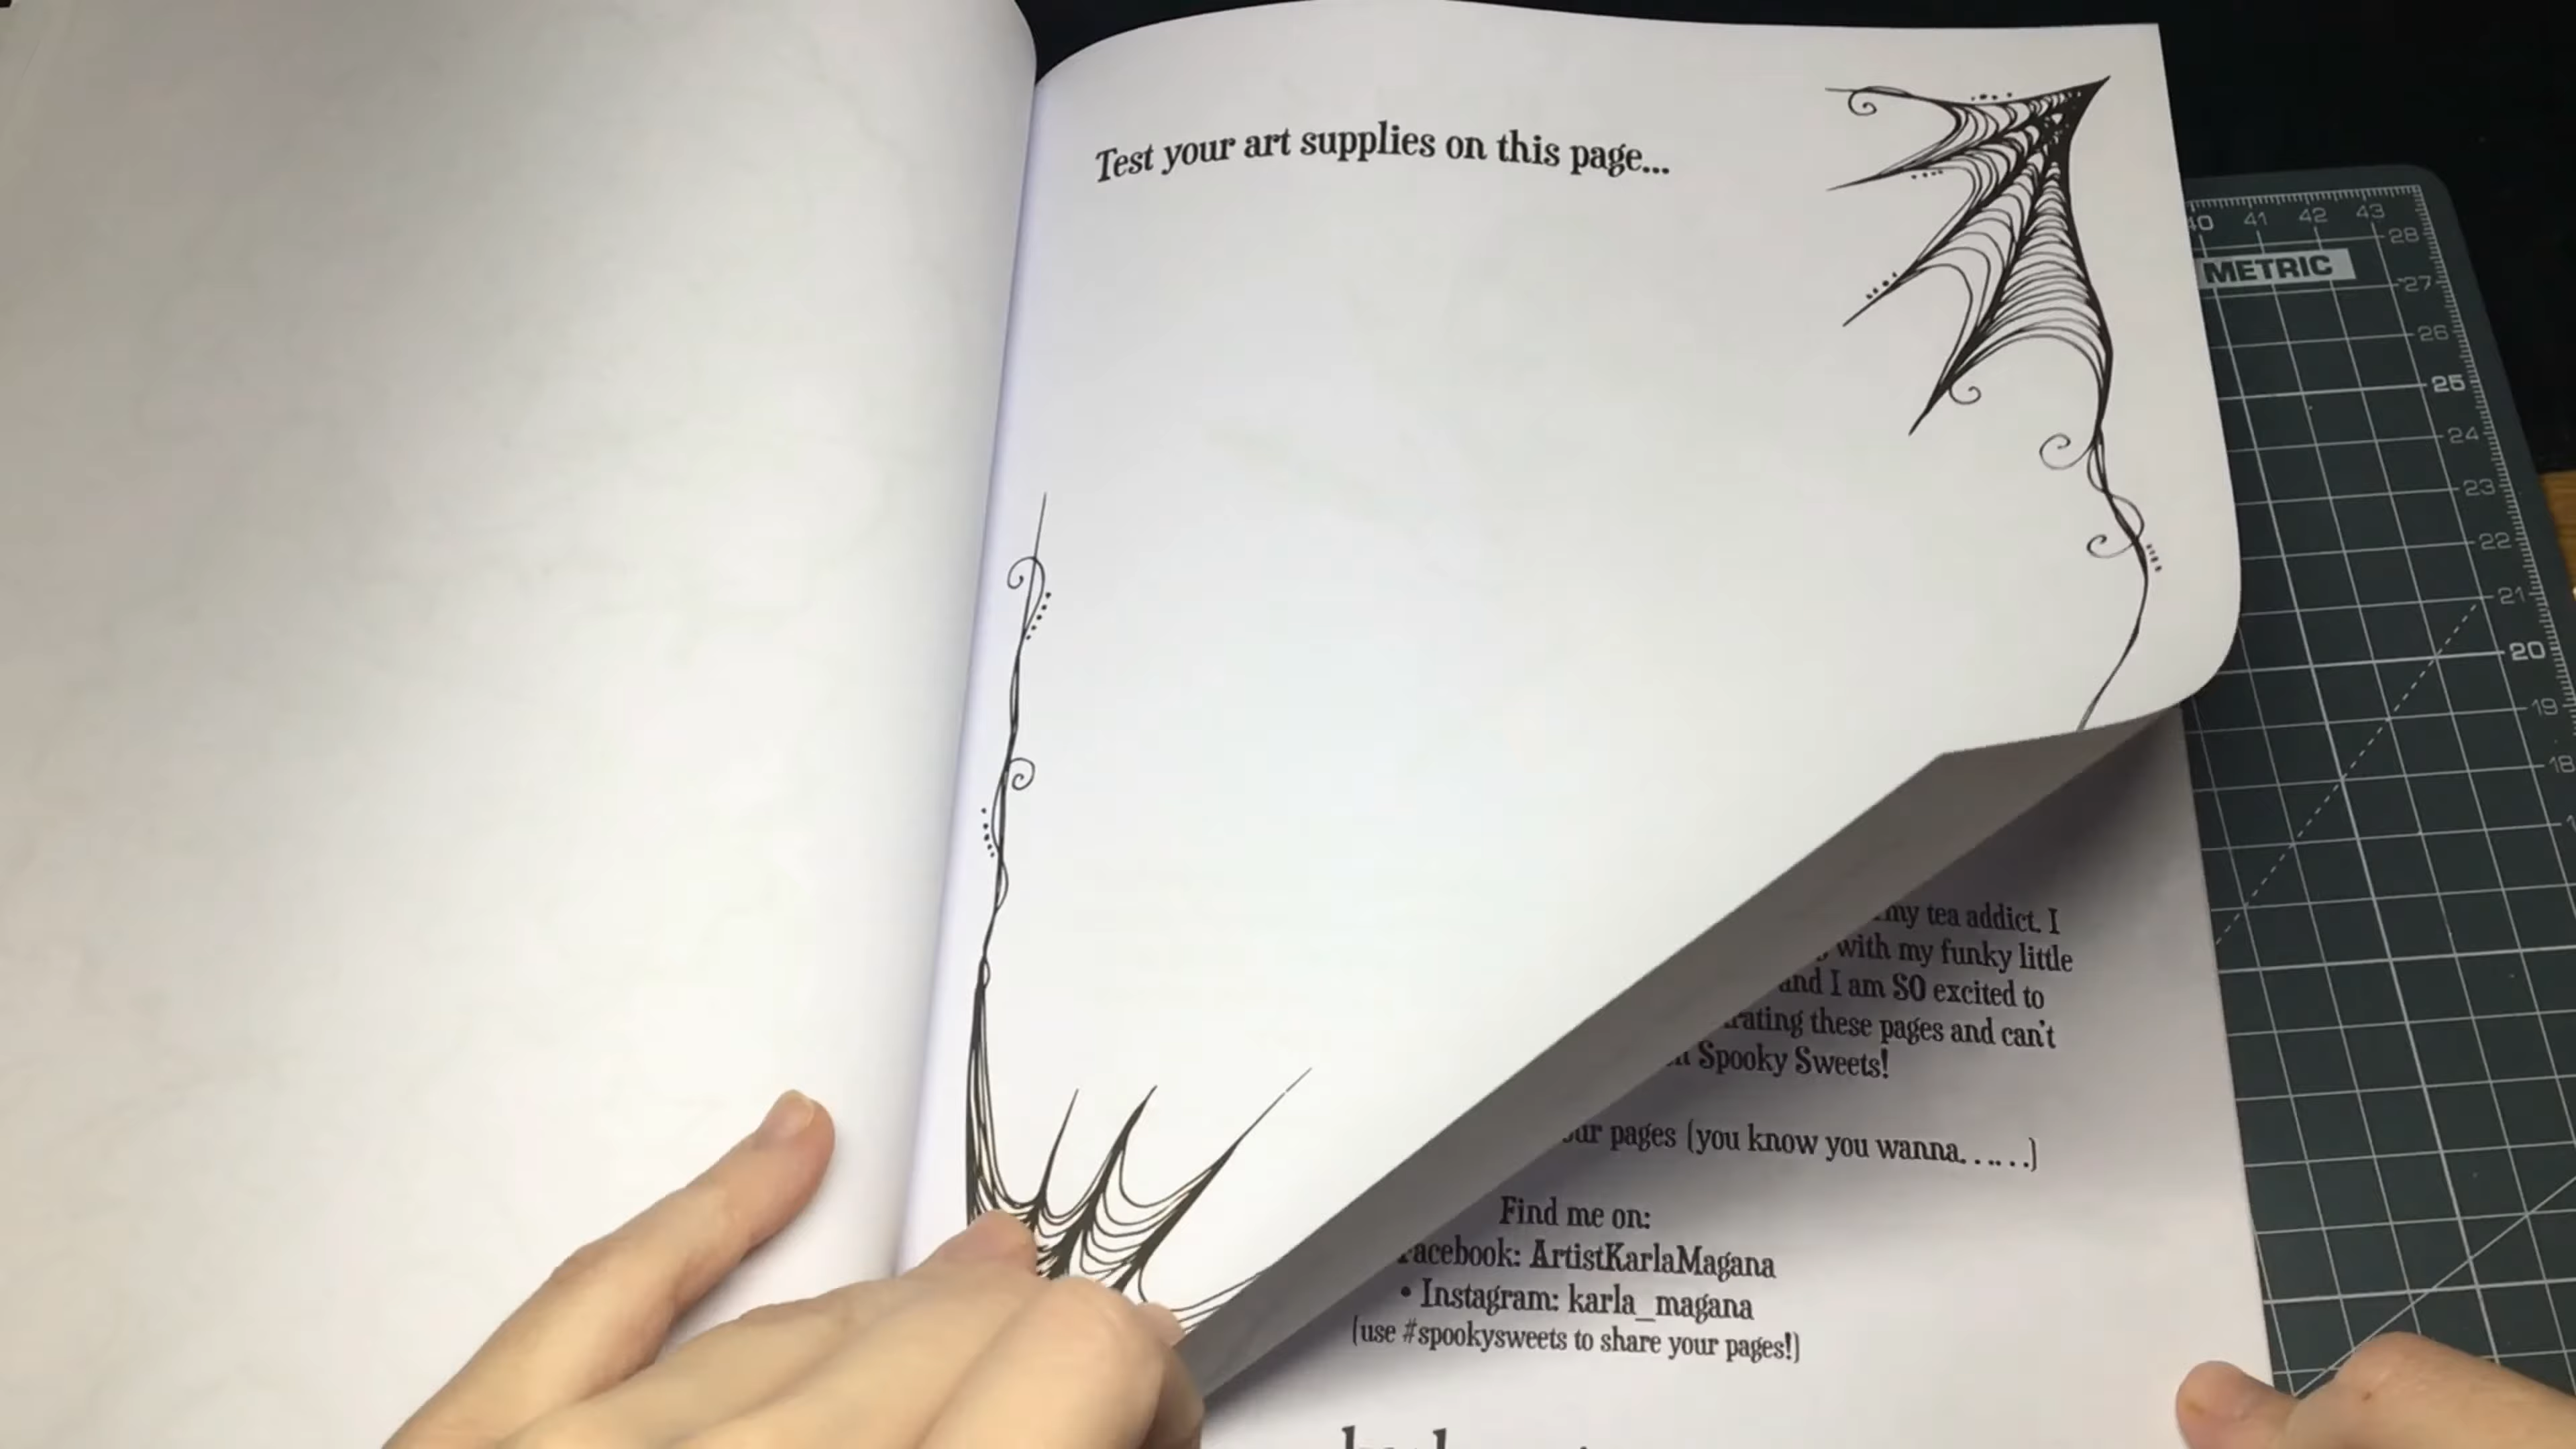 Test your art supplies on this page...
my tea addict. I
with my funky little
and I am SO excited to
these pages and can't
Spooky Sweets!
pages (you know you wanna......)
Find me on:
Facebook: ArtistKarlaMagana
• Instagram: karla_magana
(use #spookysweets to share your pages!)
40 41 42 43
METRIC
28
27
26
25
24
23
22
21
20
19
18